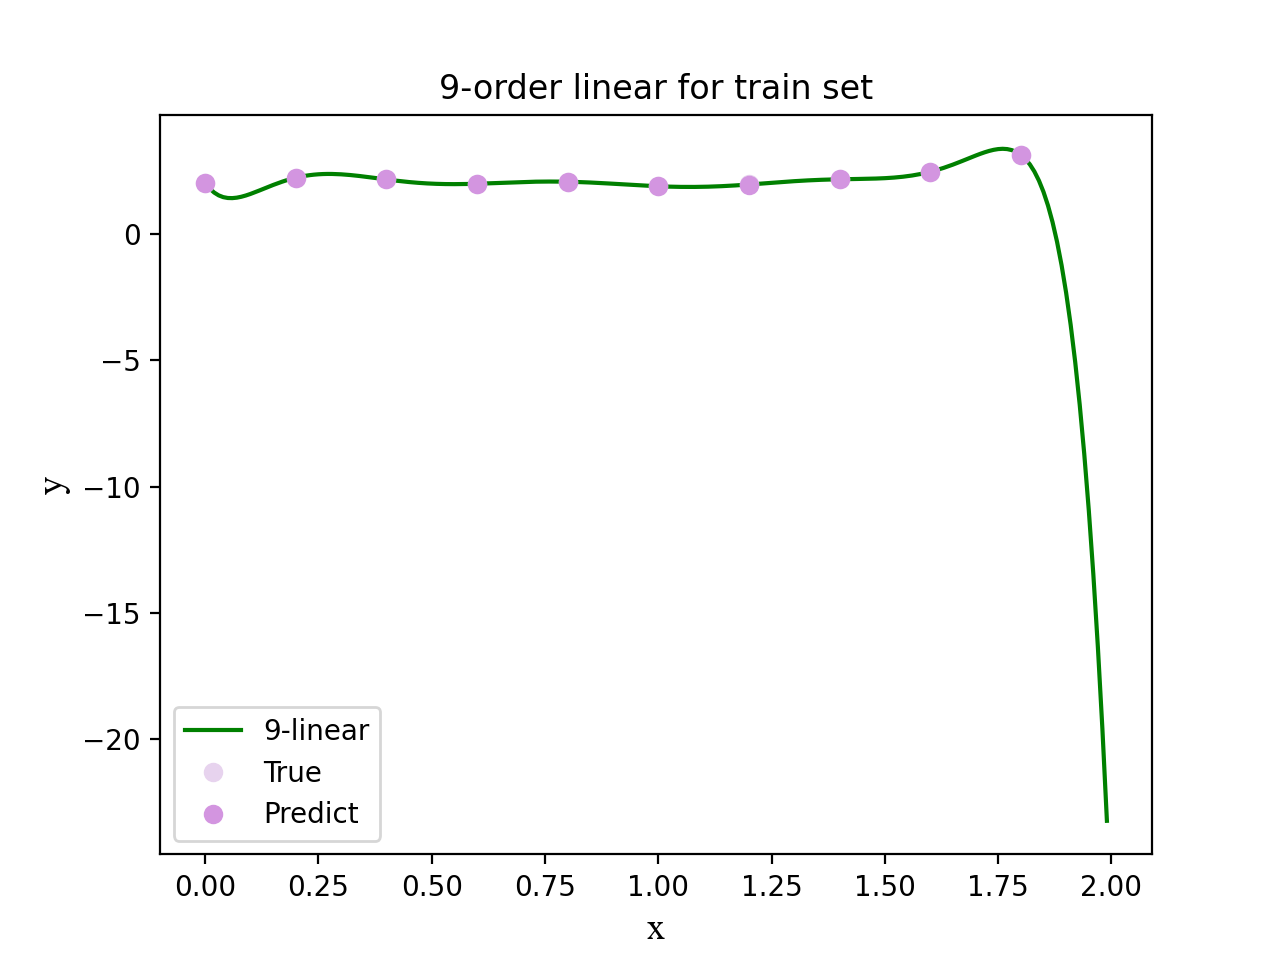 9-order linear for train set
0
−5
−10
−15
−20
y
9-linear
True
Predict
0.00 0.25 0.50 0.75 1.00 1.25 1.50 1.75 2.00
x